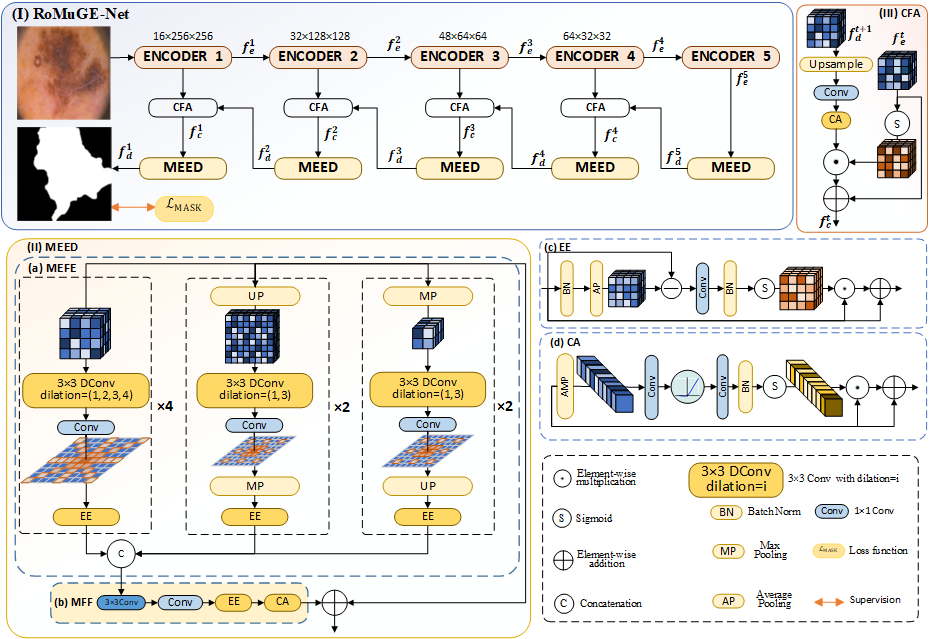 (I) RoMuGE-Net
16×256×256
32×128×128
48×64×64
64×32×32
ENCODER 1
f_e^1
ENCODER 2
f_e^2
ENCODER 3
f_e^3
ENCODER 4
f_e^4
ENCODER 5
f_e^5
CFA
CFA
CFA
CFA
f_c^1
f_c^2
f_c^3
f_c^4
f_d^1
MEED
f_d^2
MEED
f_d^3
MEED
f_d^4
MEED
f_d^5
MEED
ℒ_MASK
(III) CFA
f_d^{t+1}
f_e^t
Upsample
Conv
CA
S
f_c^t
(II) MEED
(a) MEFE
UP
MP
3×3 DConv
dilation=(1,2,3,4)
×4
3×3 DConv
dilation=(1,3)
×2
3×3 DConv
dilation=(1,3)
×2
Conv
Conv
Conv
MP
UP
EE
EE
EE
C
(b) MFF
3×3Conv
Conv
EE
CA
(c) EE
BN
AP
Conv
BN
S
(d) CA
AMP
Conv
Conv
BN
S
Element-wise
multiplication
S
Sigmoid
Element-wise
addition
C
Concatenation
3×3 DConv
dilation=i
3×3 Conv with dilation=i
BN
BatchNorm
Conv
1×1 Conv
MP
Max
Pooling
ℒ_MASK
Loss function
AP
Average
Pooling
Supervision